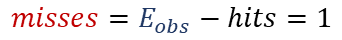 misses = E_obs − hits = 1